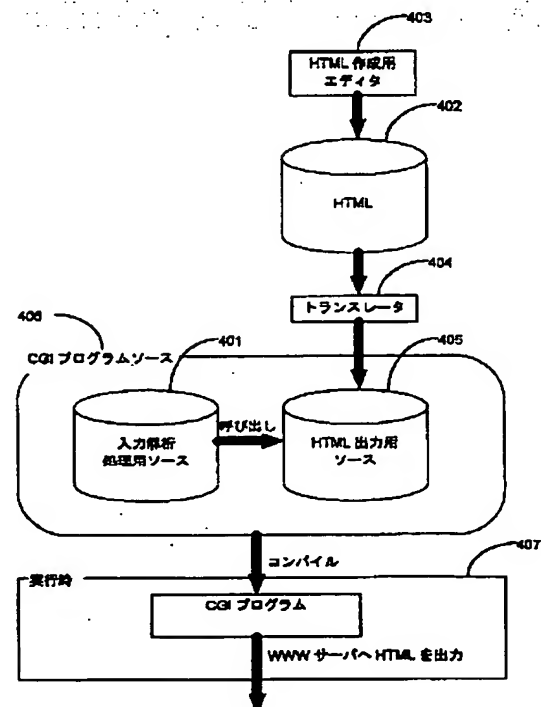 403
HTML 作成用
エディタ
402
HTML
404
トランスレータ
406
CGI プログラムソース
401
405
呼び出し
入力解析
処理用ソース
HTML 出力用
ソース
コンパイル
407
実行時
CGI プログラム
WWW サーバへ HTML を出力